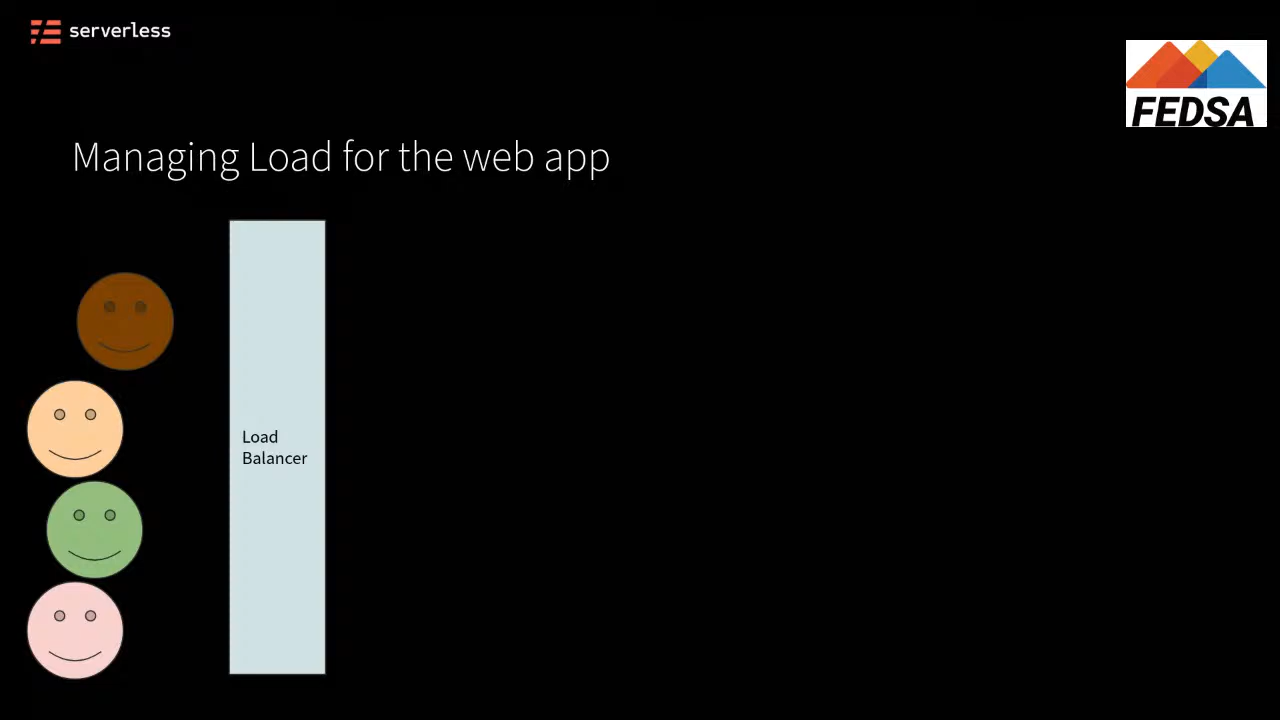 serverless
FEDSA
Managing Load for the web app
Load
Balancer